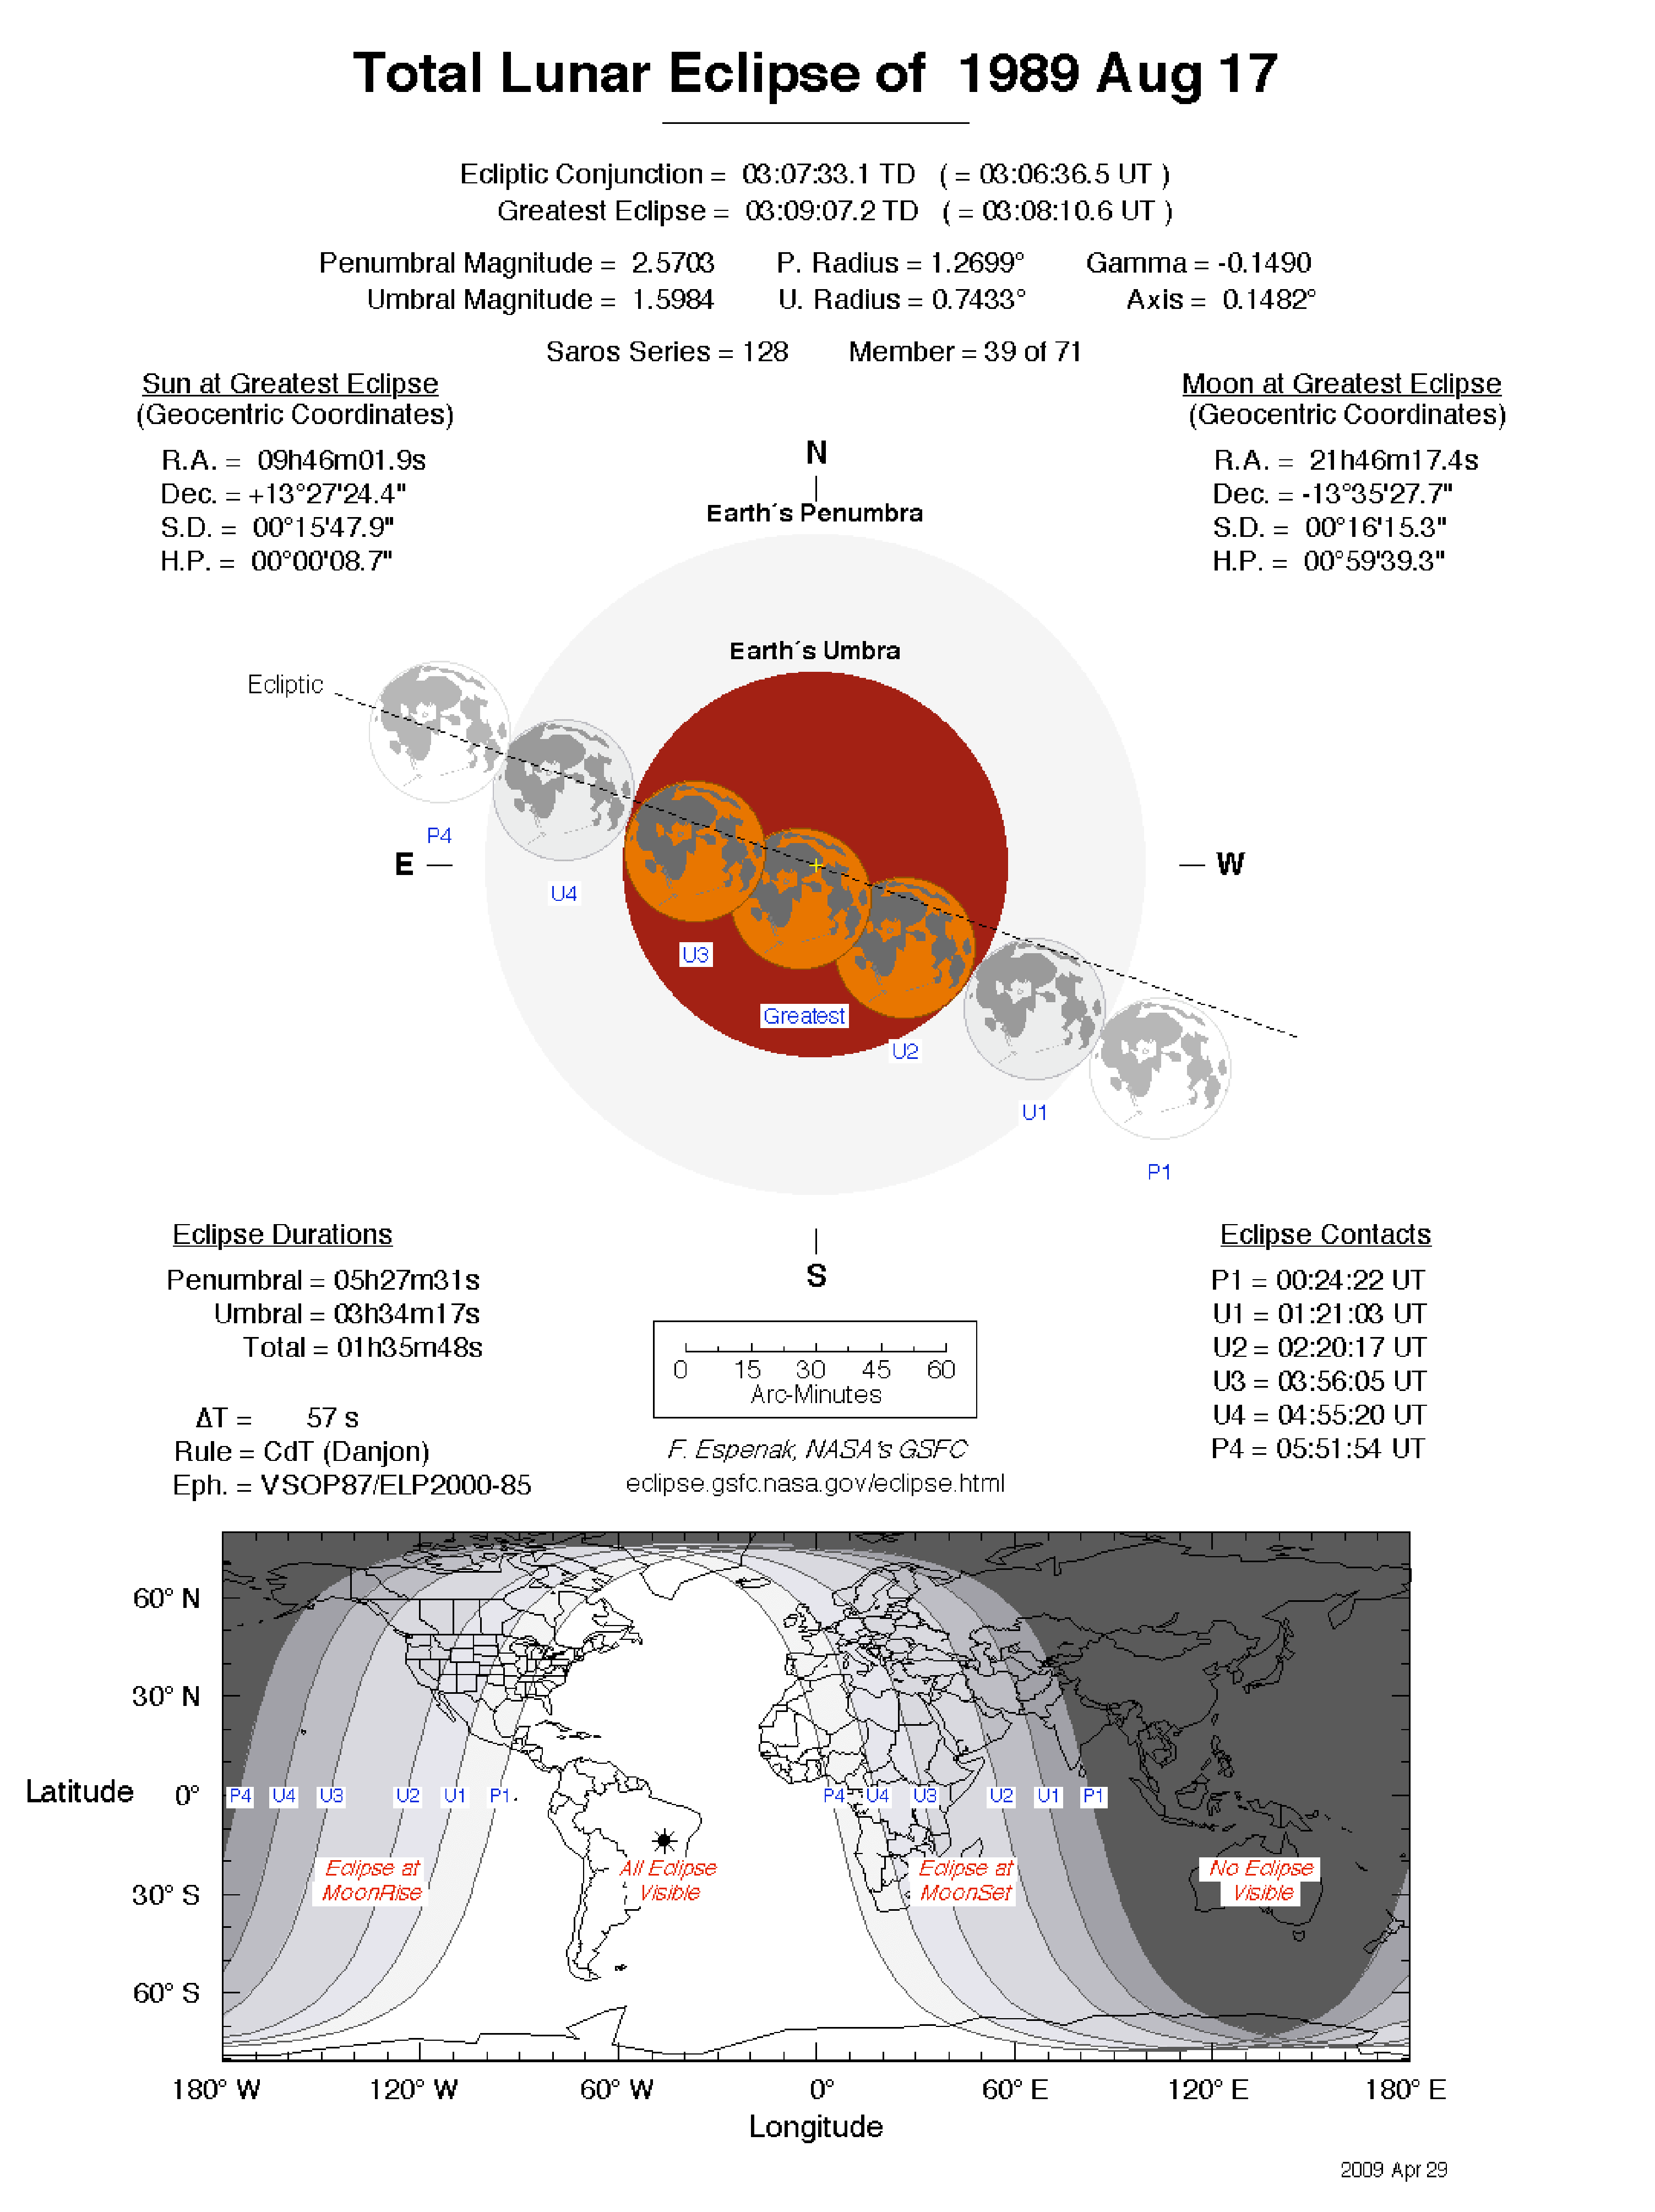 Total Lunar Eclipse of 1989 Aug 17
Ecliptic Conjunction = 03:07:33.1 TD ( = 03:06:36.5 UT )
Greatest Eclipse = 03:09:07.2 TD ( = 03:08:10.6 UT )
Penumbral Magnitude = 2.5703 P. Radius = 1.2699° Gamma = -0.1490
Umbral Magnitude = 1.5984 U. Radius = 0.7433° Axis = 0.1482°
Saros Series = 128 Member = 39 of 71
Sun at Greatest Eclipse
(Geocentric Coordinates)
R.A. = 09h46m01.9s
Dec. = +13°27'24.4"
S.D. = 00°15'47.9"
H.P. = 00°00'08.7"
Moon at Greatest Eclipse
(Geocentric Coordinates)
R.A. = 21h46m17.4s
Dec. = -13°35'27.7"
S.D. = 00°16'15.3"
H.P. = 00°59'39.3"
N
Earth´s Penumbra
Earth´s Umbra
Ecliptic
P4
E
W
U4
U3
Greatest
U2
U1
P1
S
Eclipse Durations
Penumbral = 05h27m31s
Umbral = 03h34m17s
Total = 01h35m48s
ΔT = 57 s
Rule = CdT (Danjon)
Eph. = VSOP87/ELP2000-85
0 15 30 45 60
Arc-Minutes
F. Espenak, NASA's GSFC
eclipse.gsfc.nasa.gov/eclipse.html
Eclipse Contacts
P1 = 00:24:22 UT
U1 = 01:21:03 UT
U2 = 02:20:17 UT
U3 = 03:56:05 UT
U4 = 04:55:20 UT
P4 = 05:51:54 UT
60° N
30° N
Latitude 0°
30° S
60° S
P4 U4 U3 U2 U1 P1 P4 U4 U3 U2 U1 P1
Eclipse at
MoonRise
All Eclipse
Visible
Eclipse at
MoonSet
No Eclipse
Visible
180° W 120° W 60° W 0° 60° E 120° E 180° E
Longitude
2009 Apr 29